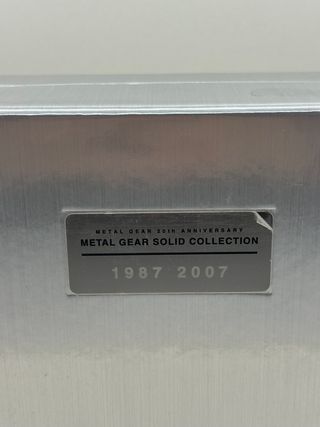 METAL GEAR 20th ANNIVERSARY
METAL GEAR SOLID COLLECTION
1987 2007